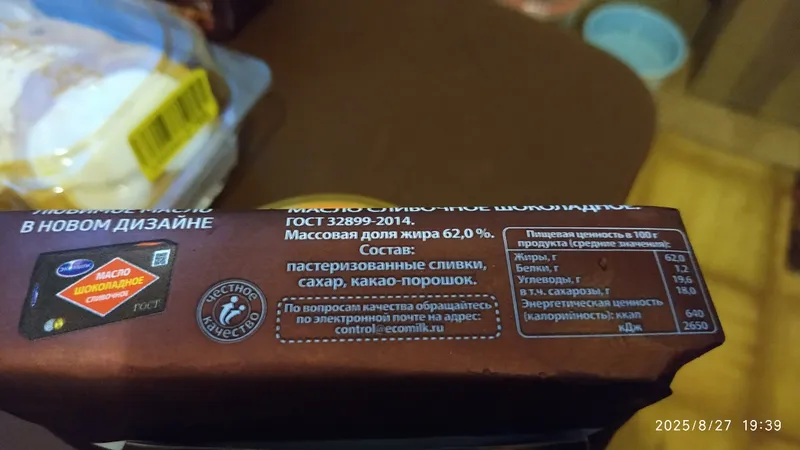 ЛЮБИМОЕ МАСЛО
В НОВОМ ДИЗАЙНЕ
МАСЛО
ШОКОЛАДНОЕ
СЛИВОЧНОЕ
ГОСТ
честное
качество
МАСЛО СЛИВОЧНОЕ ШОКОЛАДНОЕ.
ГОСТ 32899-2014.
Массовая доля жира 62,0 %.
Состав:
пастеризованные сливки,
сахар, какао-порошок.
По вопросам качества обращайтесь
по электронной почте на адрес:
control@ecomilk.ru
Пищевая ценность в 100 г
продукта (средние значения):
Жиры, г 62,0
Белки, г 1,2
Углеводы, г 19,6
в т.ч. сахарозы, г 18,0
Энергетическая ценность
(калорийность): ккал 640
кДж 2650
2025/8/27 19:39